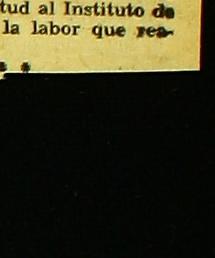 tud al Instituto de
la labor que rea-
* *